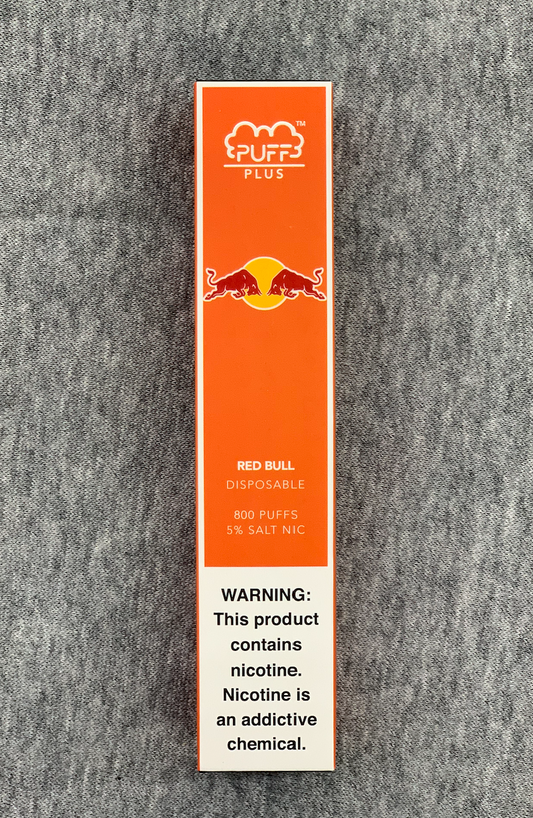 PUFF™
PLUS
RED BULL
DISPOSABLE
800 PUFFS
5% SALT NIC
WARNING:
This product
contains
nicotine.
Nicotine is
an addictive
chemical.